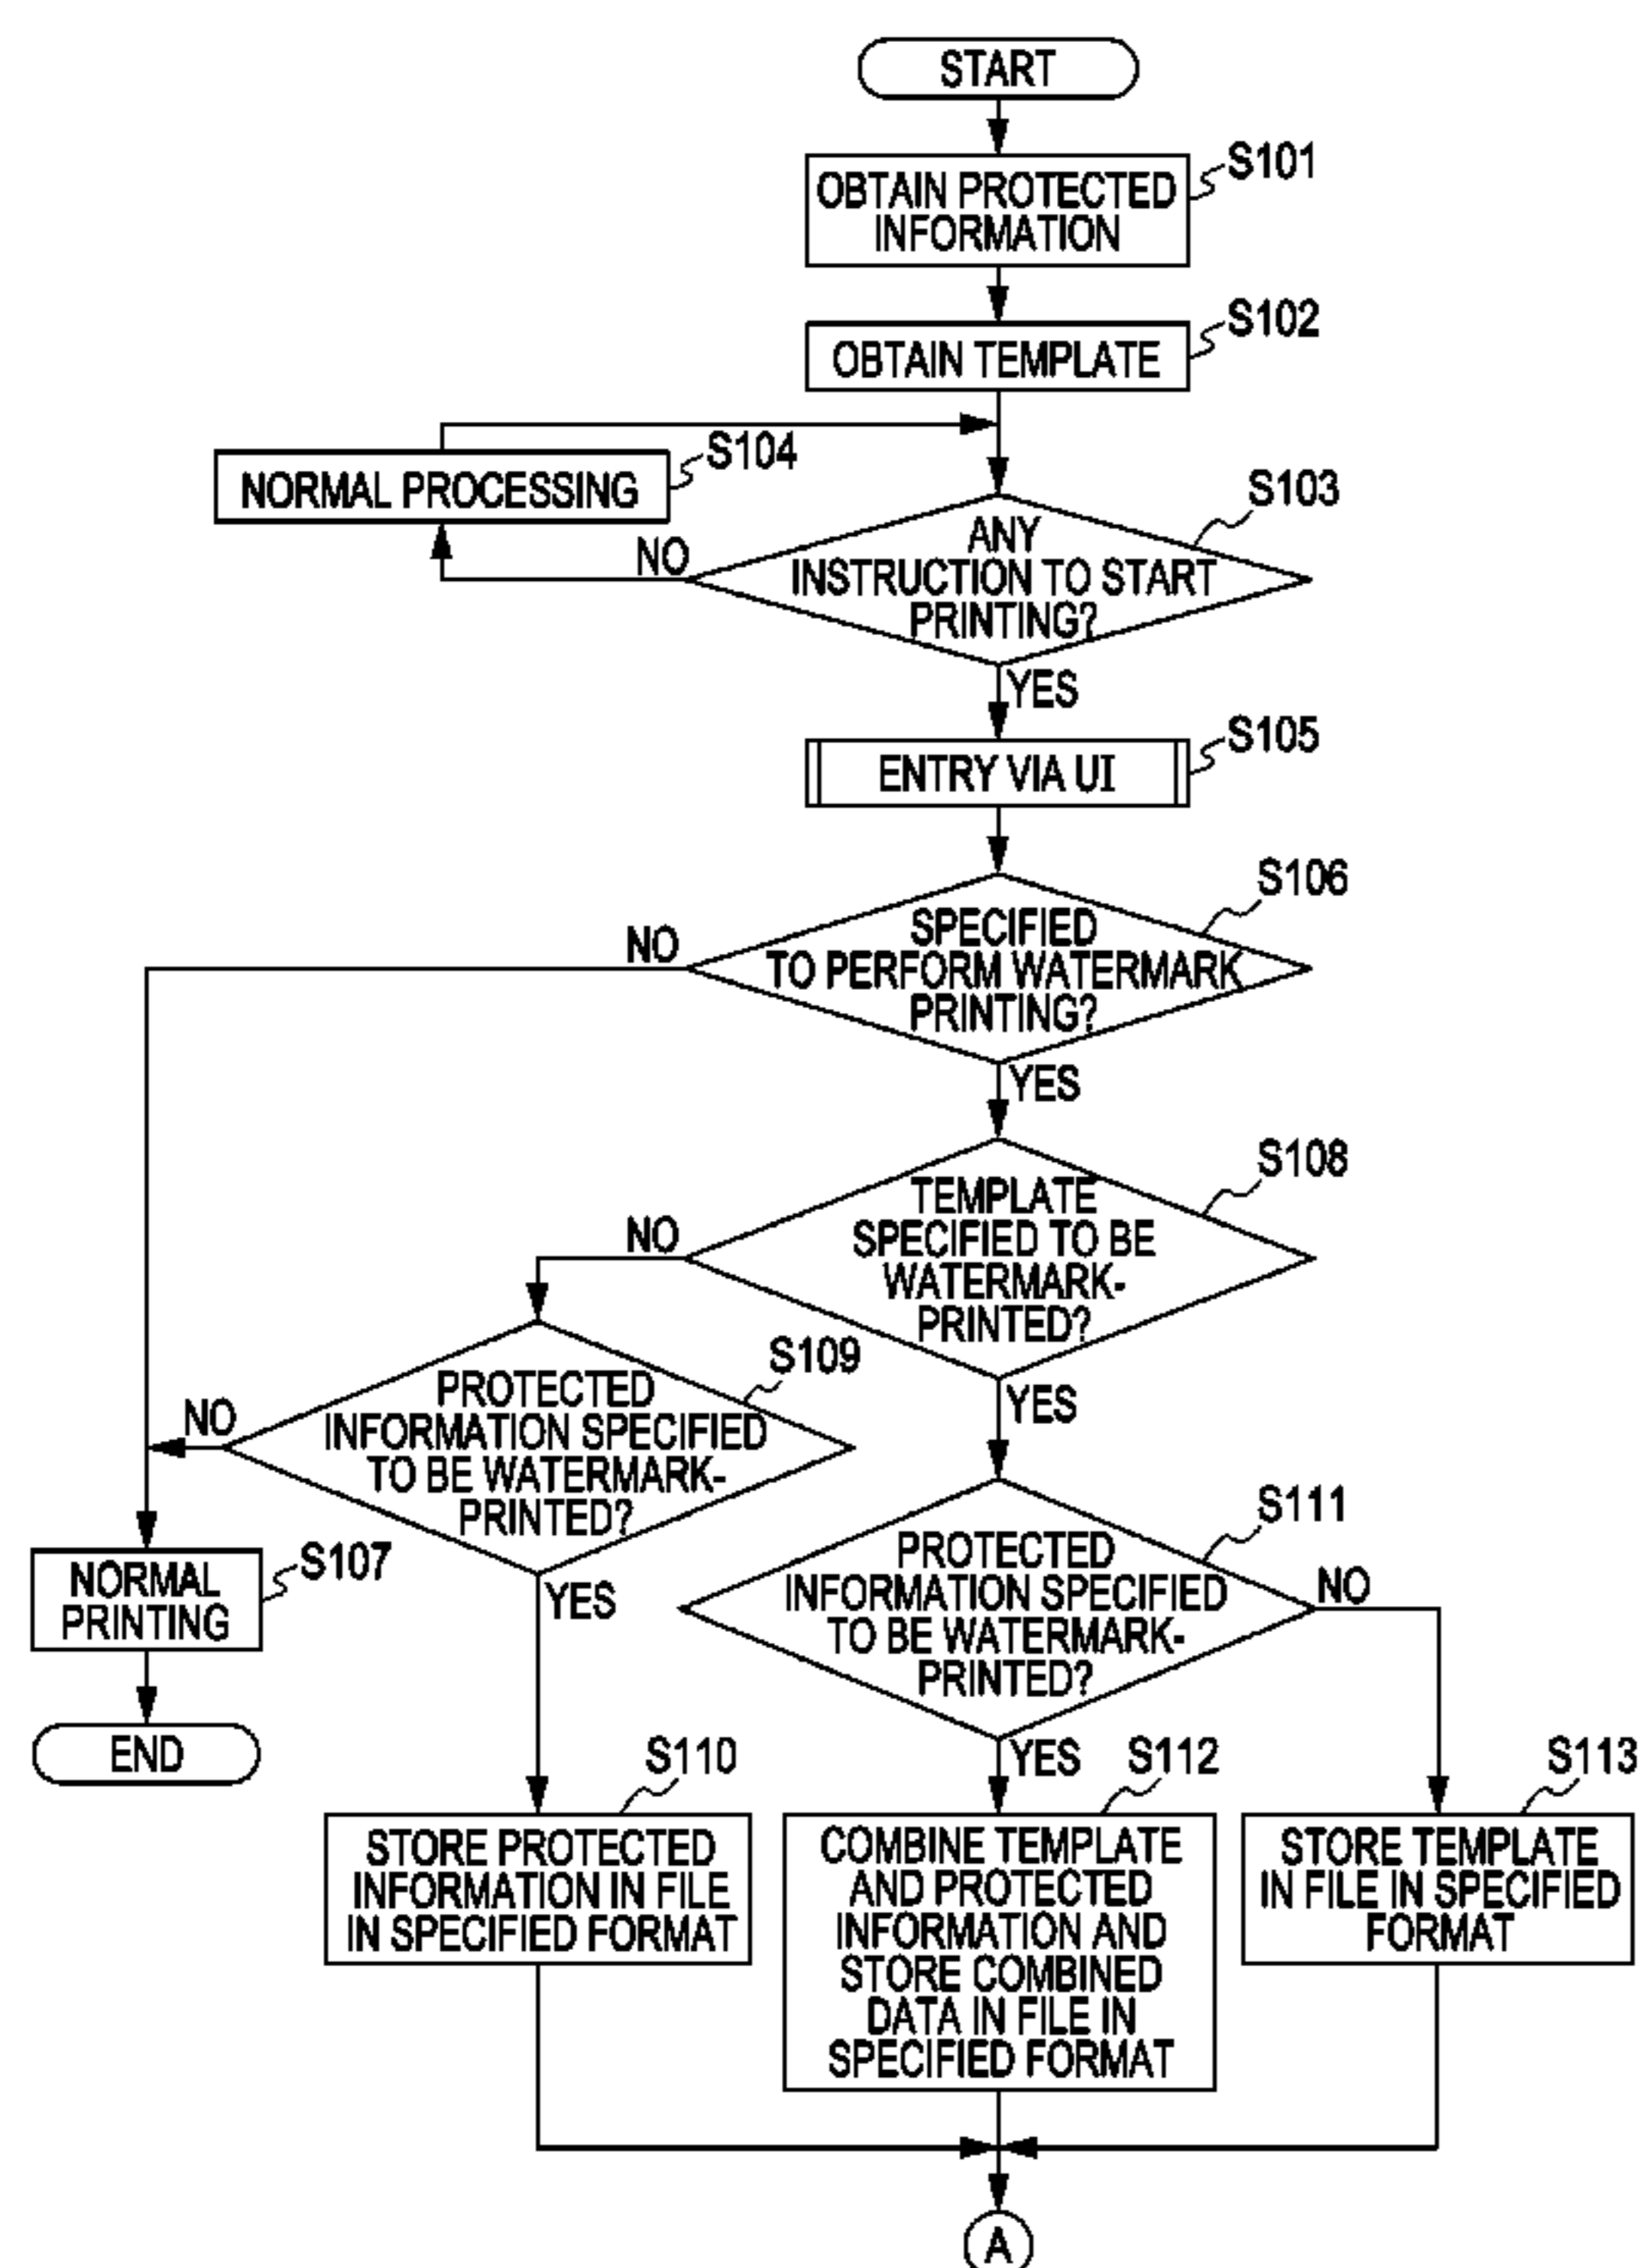 START
S101
OBTAIN PROTECTED
INFORMATION
S102
OBTAIN TEMPLATE
S104
NORMAL PROCESSING
S103
NO
ANY
INSTRUCTION TO START
PRINTING?
YES
S105
ENTRY VIA UI
S106
NO
SPECIFIED
TO PERFORM WATERMARK
PRINTING?
YES
S108
NO
TEMPLATE
SPECIFIED TO BE
WATERMARK-
PRINTED?
YES
S109
NO
PROTECTED
INFORMATION SPECIFIED
TO BE WATERMARK-
PRINTED?
YES
S111
PROTECTED
INFORMATION SPECIFIED
TO BE WATERMARK-
PRINTED?
NO
YES
S107
NORMAL
PRINTING
END
S110
STORE PROTECTED
INFORMATION IN FILE
IN SPECIFIED FORMAT
S112
COMBINE TEMPLATE
AND PROTECTED
INFORMATION AND
STORE COMBINED
DATA IN FILE IN
SPECIFIED FORMAT
S113
STORE TEMPLATE
IN FILE IN SPECIFIED
FORMAT
A